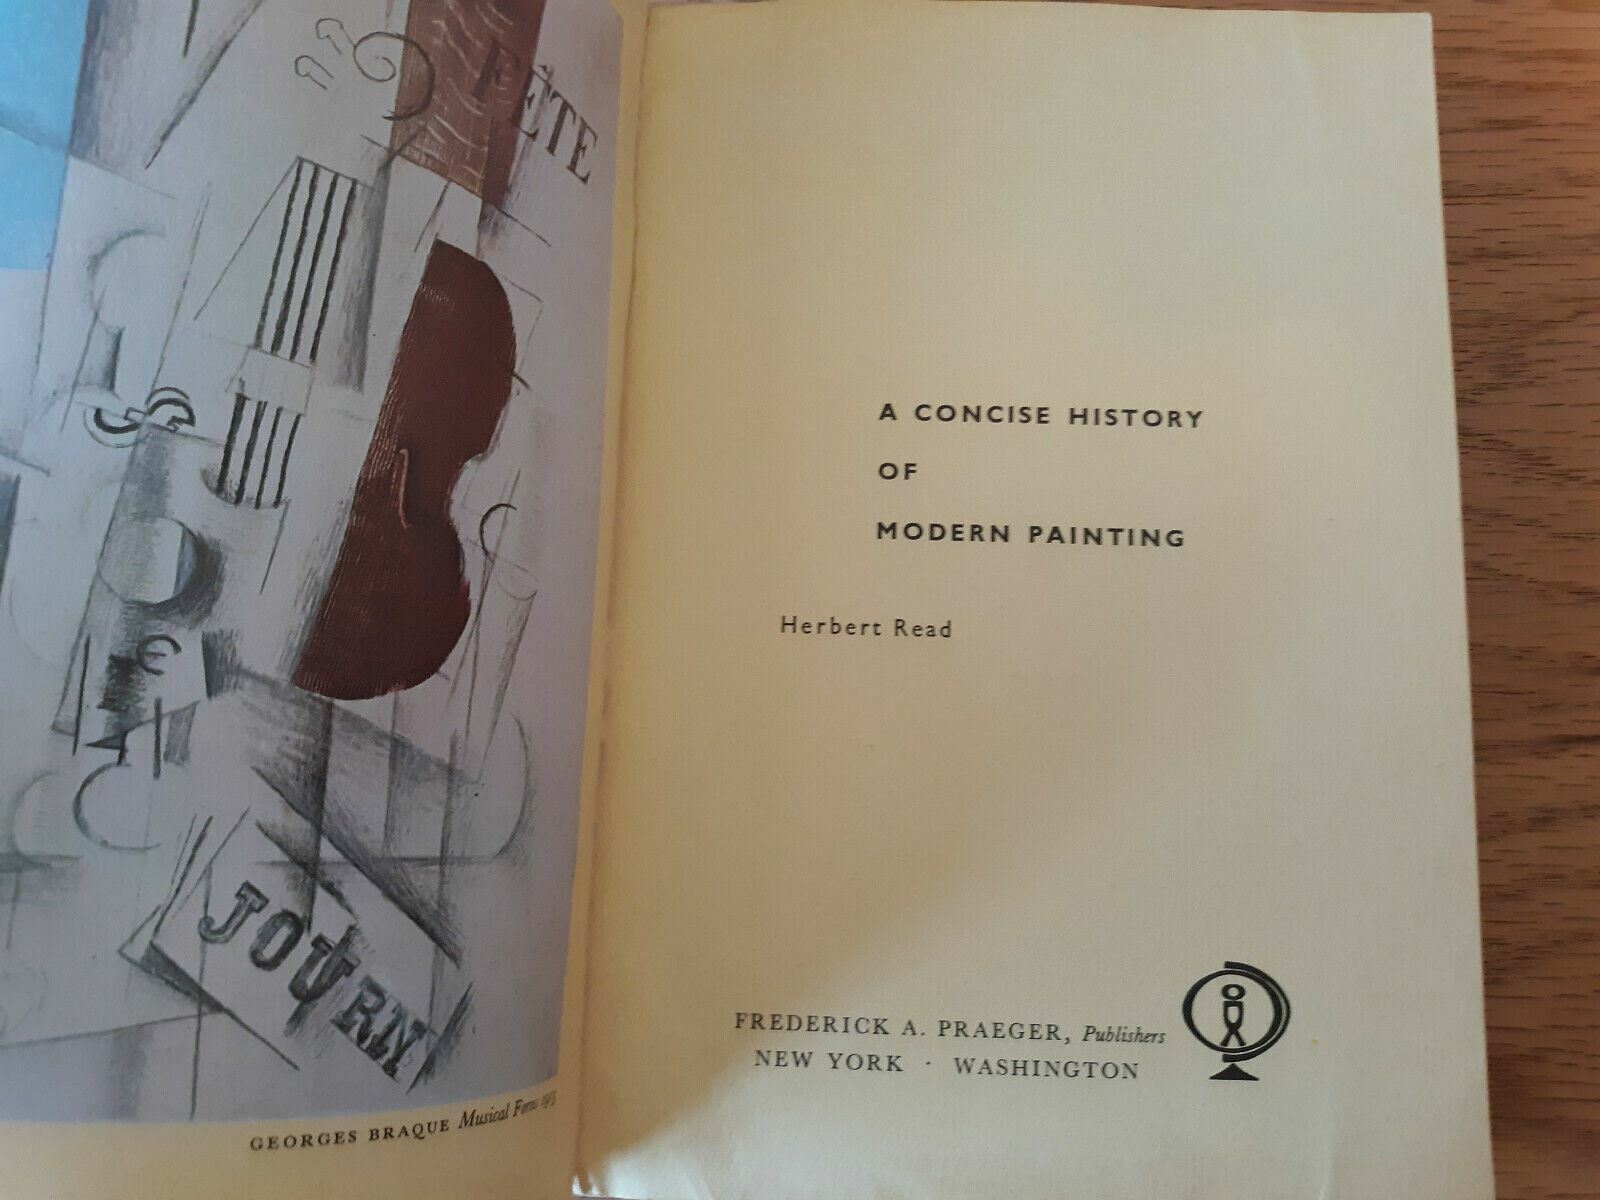 FÊTE
JOURN
GEORGES BRAQUE Musical Forms 1913
A CONCISE HISTORY
OF
MODERN PAINTING
Herbert Read
FREDERICK A. PRAEGER, Publishers
NEW YORK · WASHINGTON